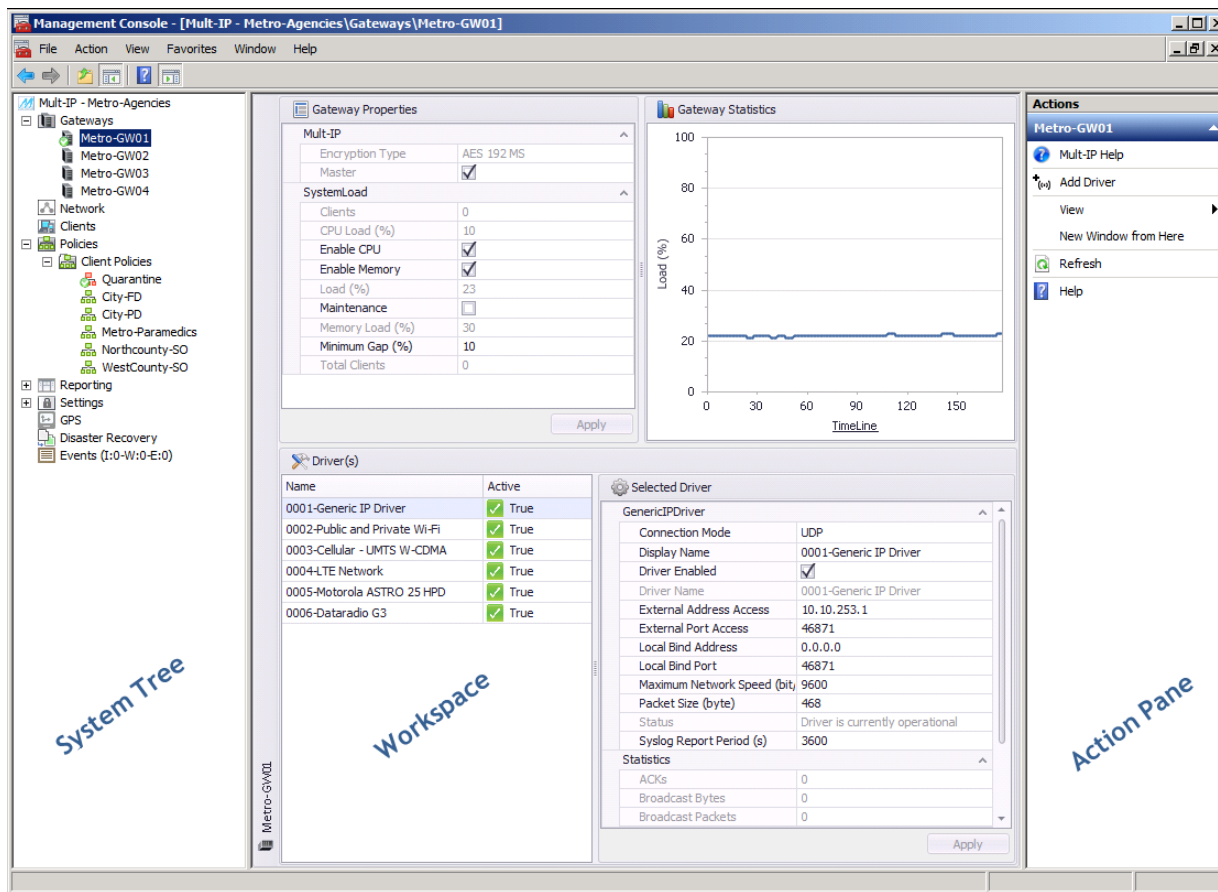 Management Console - [Mult-IP - Metro-Agencies\Gateways\Metro-GW01]
File Action View Favorites Window Help
Mult-IP - Metro-Agencies
Gateways
Metro-GW01
Metro-GW02
Metro-GW03
Metro-GW04
Network
Clients
Policies
Client Policies
Quarantine
City-FD
City-PD
Metro-Paramedics
Northcounty-SO
WestCounty-SO
Reporting
Settings
GPS
Disaster Recovery
Events (I:0-W:0-E:0)
System Tree
Metro-GW01
Gateway Properties
Mult-IP
Encryption Type AES 192 MS
Master
SystemLoad
Clients 0
CPU Load (%) 10
Enable CPU
Enable Memory
Load (%) 23
Maintenance
Memory Load (%) 30
Minimum Gap (%) 10
Total Clients 0
Apply
Gateway Statistics
100
80
60
40
20
0
Load (%)
0 30 60 90 120 150
TimeLine
Driver(s)
Name Active
0001-Generic IP Driver True
0002-Public and Private Wi-Fi True
0003-Cellular - UMTS W-CDMA True
0004-LTE Network True
0005-Motorola ASTRO 25 HPD True
0006-Dataradio G3 True
Workspace
Selected Driver
GenericIPDriver
Connection Mode UDP
Display Name 0001-Generic IP Driver
Driver Enabled
Driver Name 0001-Generic IP Driver
External Address Access 10.10.253.1
External Port Access 46871
Local Bind Address 0.0.0.0
Local Bind Port 46871
Maximum Network Speed (bit/ 9600
Packet Size (byte) 468
Status Driver is currently operational
Syslog Report Period (s) 3600
Statistics
ACKs 0
Broadcast Bytes 0
Broadcast Packets 0
Apply
Actions
Metro-GW01
Mult-IP Help
Add Driver
View
New Window from Here
Refresh
Help
Action Pane